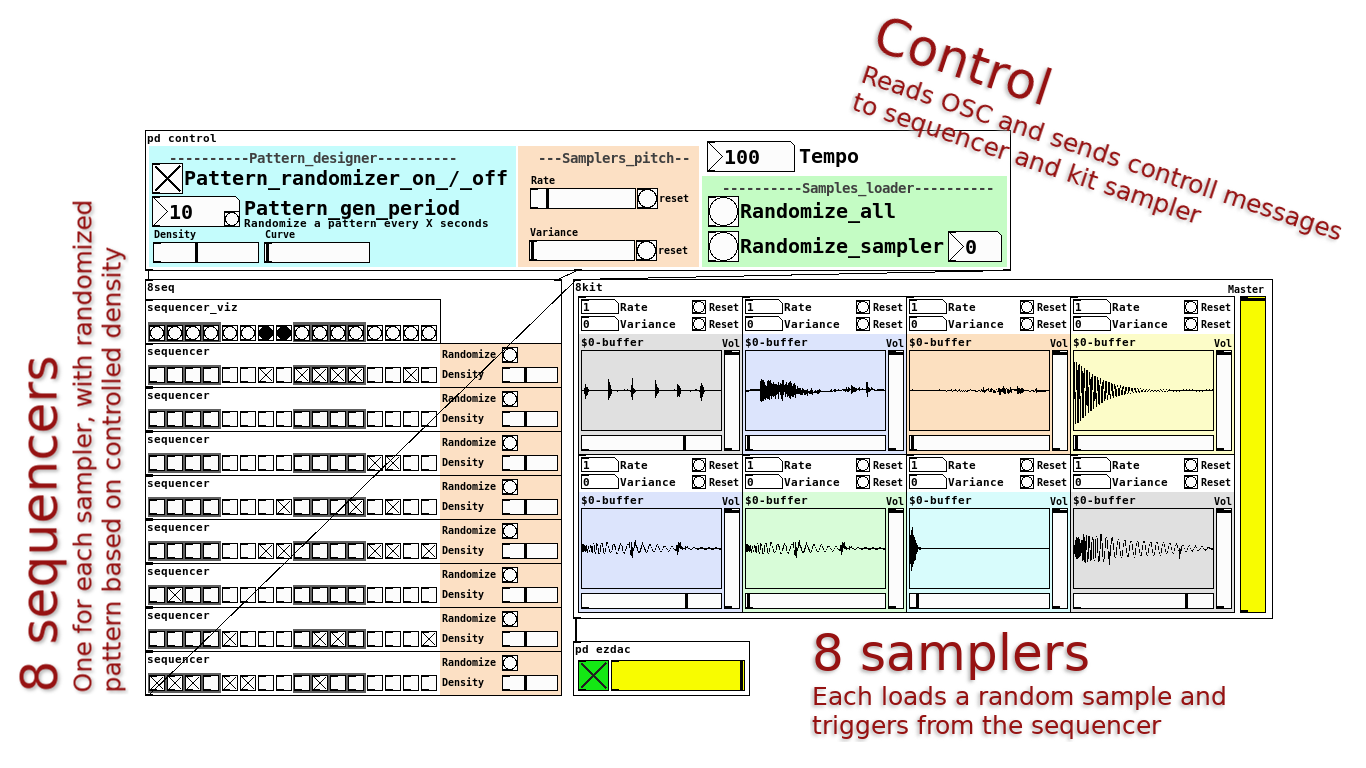 Control
Reads OSC and sends controll messages
to sequencer and kit sampler
pd control
----------Pattern_designer----------
Pattern_randomizer_on_/_off
10
Pattern_gen_period
Randomize a pattern every X seconds
Density
Curve
---Samplers_pitch--
Rate
reset
Variance
reset
100
Tempo
----------Samples_loader----------
Randomize_all
Randomize_sampler
0
8 sequencers
One for each sampler, with randomized
pattern based on controlled density
8seq
sequencer_viz
sequencer
Randomize
Density
sequencer
Randomize
Density
sequencer
Randomize
Density
sequencer
Randomize
Density
sequencer
Randomize
Density
sequencer
Randomize
Density
sequencer
Randomize
Density
sequencer
Randomize
Density
8kit
Master
1 Rate Reset 1 Rate Reset 1 Rate Reset 1 Rate Reset
0 Variance Reset 0 Variance Reset 0 Variance Reset 0 Variance Reset
$0-buffer Vol $0-buffer Vol $0-buffer Vol $0-buffer Vol
1 Rate Reset 1 Rate Reset 1 Rate Reset 1 Rate Reset
0 Variance Reset 0 Variance Reset 0 Variance Reset 0 Variance Reset
$0-buffer Vol $0-buffer Vol $0-buffer Vol $0-buffer Vol
pd ezdac
8 samplers
Each loads a random sample and
triggers from the sequencer